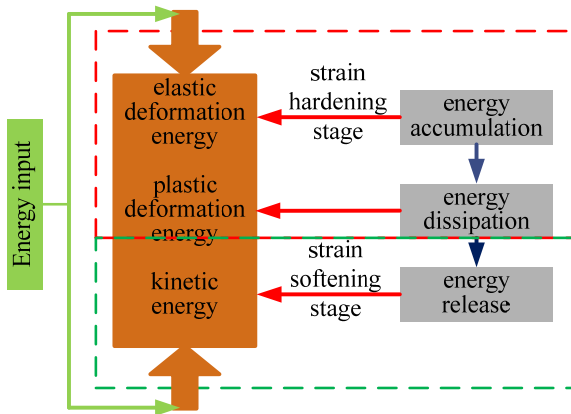 Energy input
elastic
deformation
energy
plastic
deformation
energy
kinetic
energy
strain
hardening
stage
strain
softening
stage
energy
accumulation
energy
dissipation
energy
release